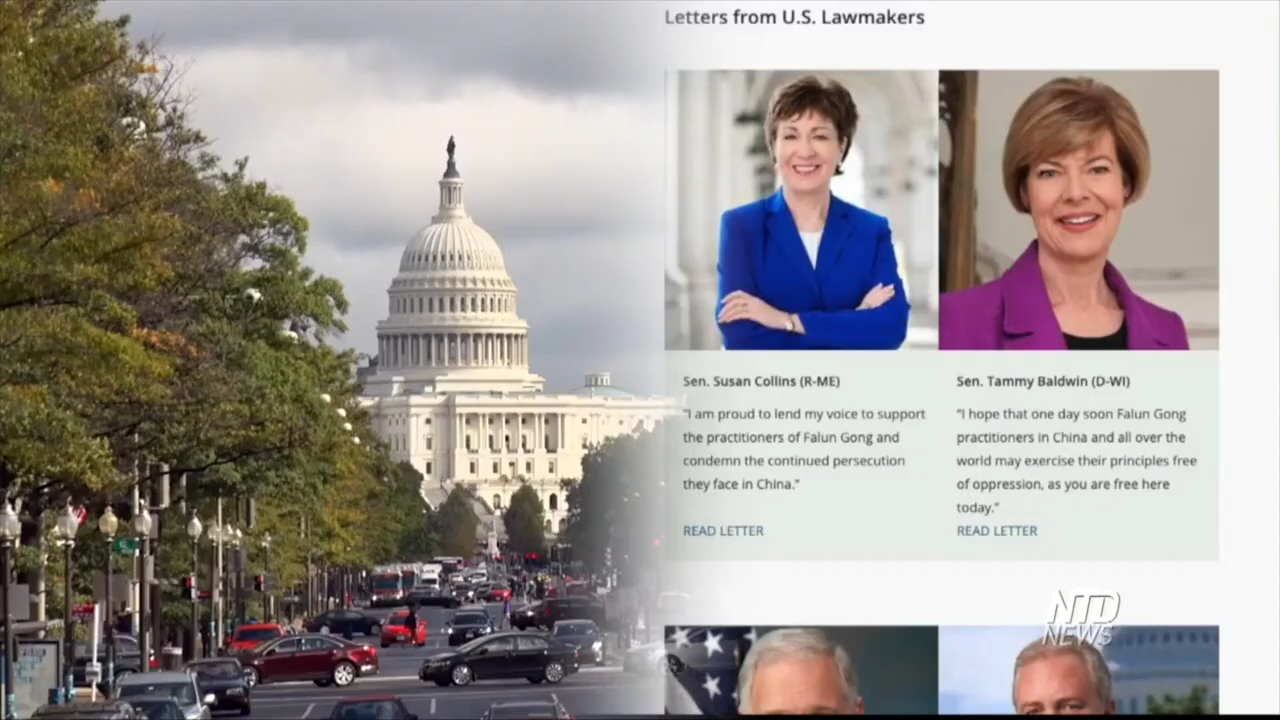 Letters from U.S. Lawmakers
Sen. Susan Collins (R-ME)
"I am proud to lend my voice to support
the practitioners of Falun Gong and
condemn the continued persecution
they face in China."
READ LETTER
Sen. Tammy Baldwin (D-WI)
"I hope that one day soon Falun Gong
practitioners in China and all over the
world may exercise their principles free
of oppression, as you are free here
today."
READ LETTER
NTD
NEWS